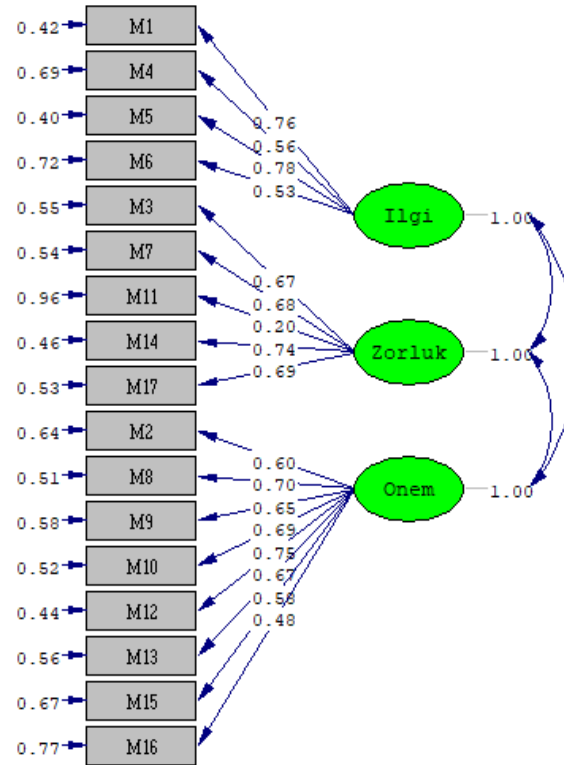 0.42 M1
0.69 M4
0.40 M5
0.72 M6
0.55 M3
0.54 M7
0.96 M11
0.46 M14
0.53 M17
0.64 M2
0.51 M8
0.58 M9
0.52 M10
0.44 M12
0.56 M13
0.67 M15
0.77 M16
0.76
0.56
0.78
0.53
0.67
0.68
0.20
0.74
0.69
0.60
0.70
0.65
0.69
0.75
0.67
0.58
0.48
Ilgi 1.00
Zorluk 1.00
Onem 1.00